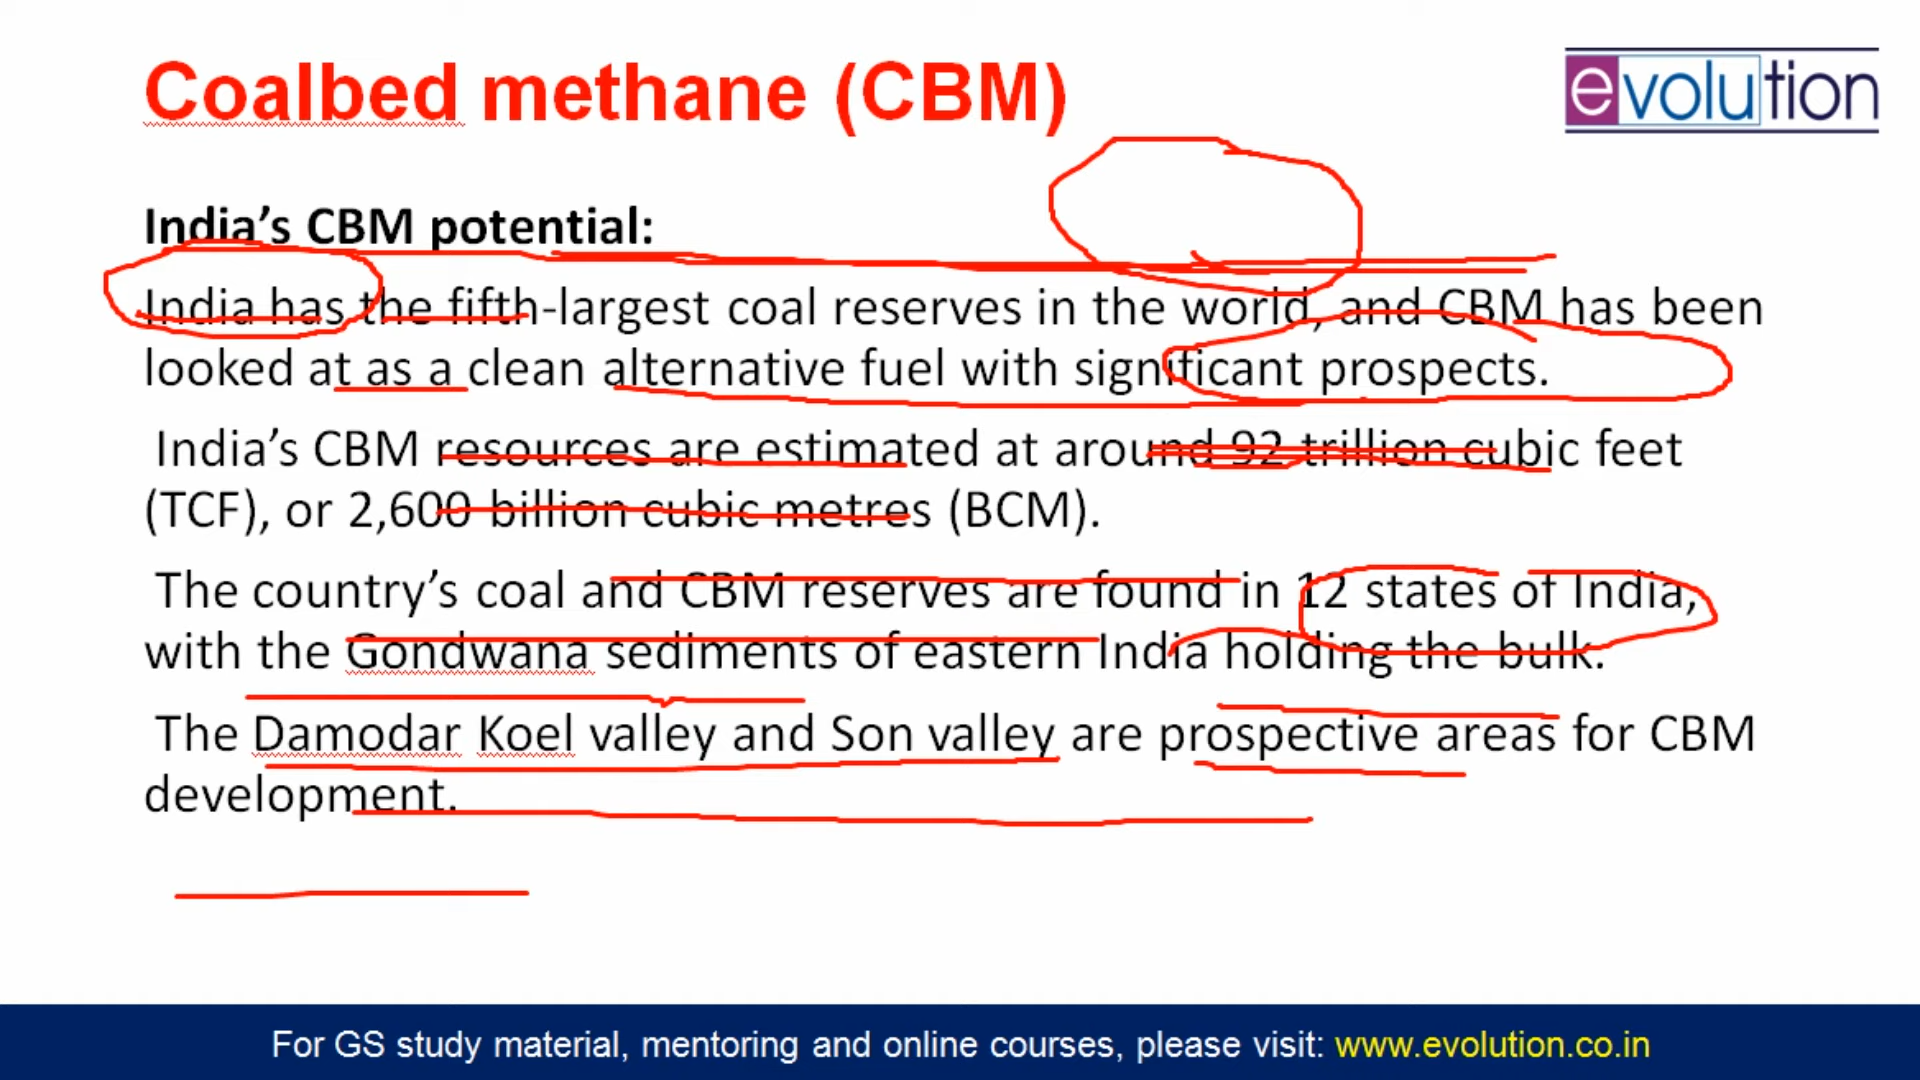 Coalbed methane (CBM)
evolution
India’s CBM potential:
India has the fifth-largest coal reserves in the world, and CBM has been
looked at as a clean alternative fuel with significant prospects.
India’s CBM resources are estimated at around 92 trillion cubic feet
(TCF), or 2,600 billion cubic metres (BCM).
The country’s coal and CBM reserves are found in 12 states of India,
with the Gondwana sediments of eastern India holding the bulk.
The Damodar Koel valley and Son valley are prospective areas for CBM
development.
For GS study material, mentoring and online courses, please visit: www.evolution.co.in